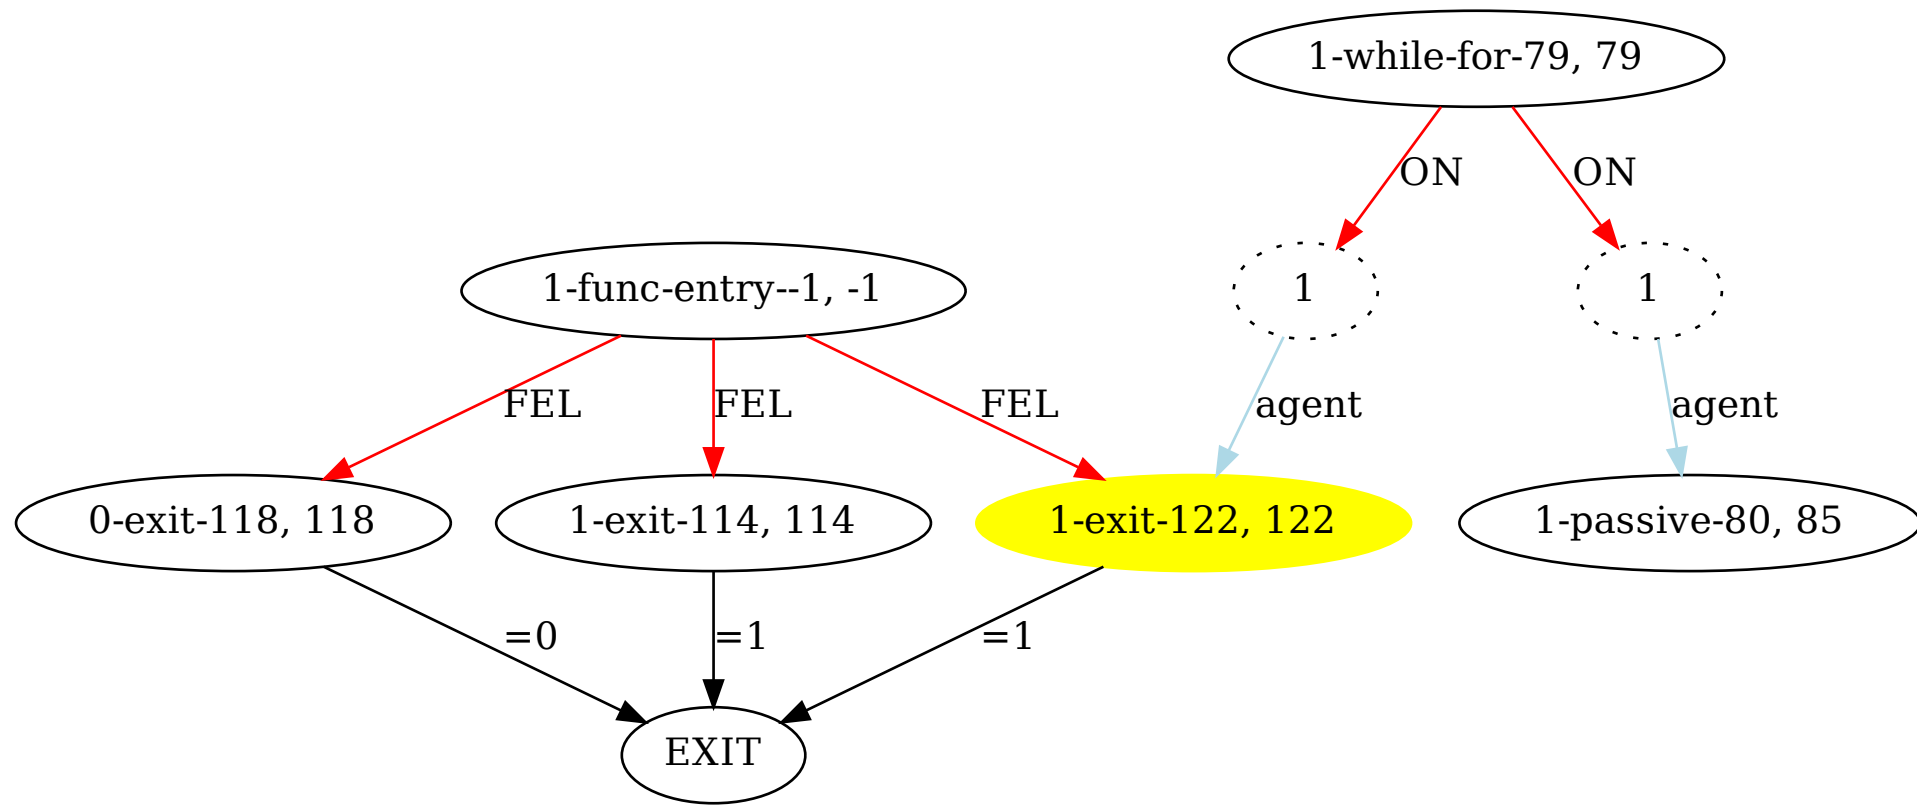 1-while-for-79, 79
ON
ON
1-func-entry--1, -1
1
1
FEL
FEL
FEL
agent
agent
0-exit-118, 118
1-exit-114, 114
1-exit-122, 122
1-passive-80, 85
=0
=1
=1
EXIT